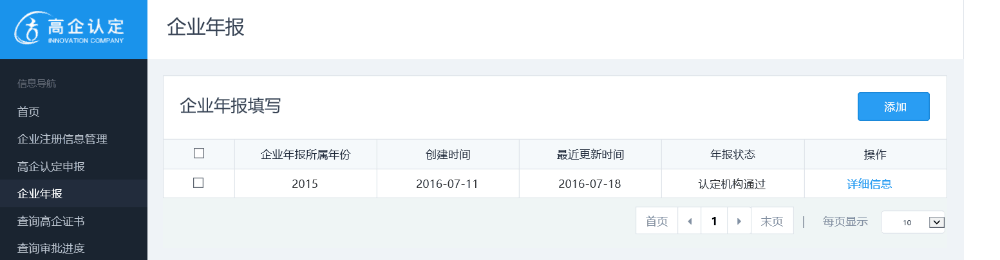 高企认定
INNOVATION COMPANY
企业年报
信息导航
首页
企业注册信息管理
高企认定申报
企业年报
查询高企证书
查询审批进度
企业年报填写
添加
企业年报所属年份 创建时间 最近更新时间 年报状态 操作
2015 2016-07-11 2016-07-18 认定机构通过 详细信息
首页 1 末页 | 每页显示 10